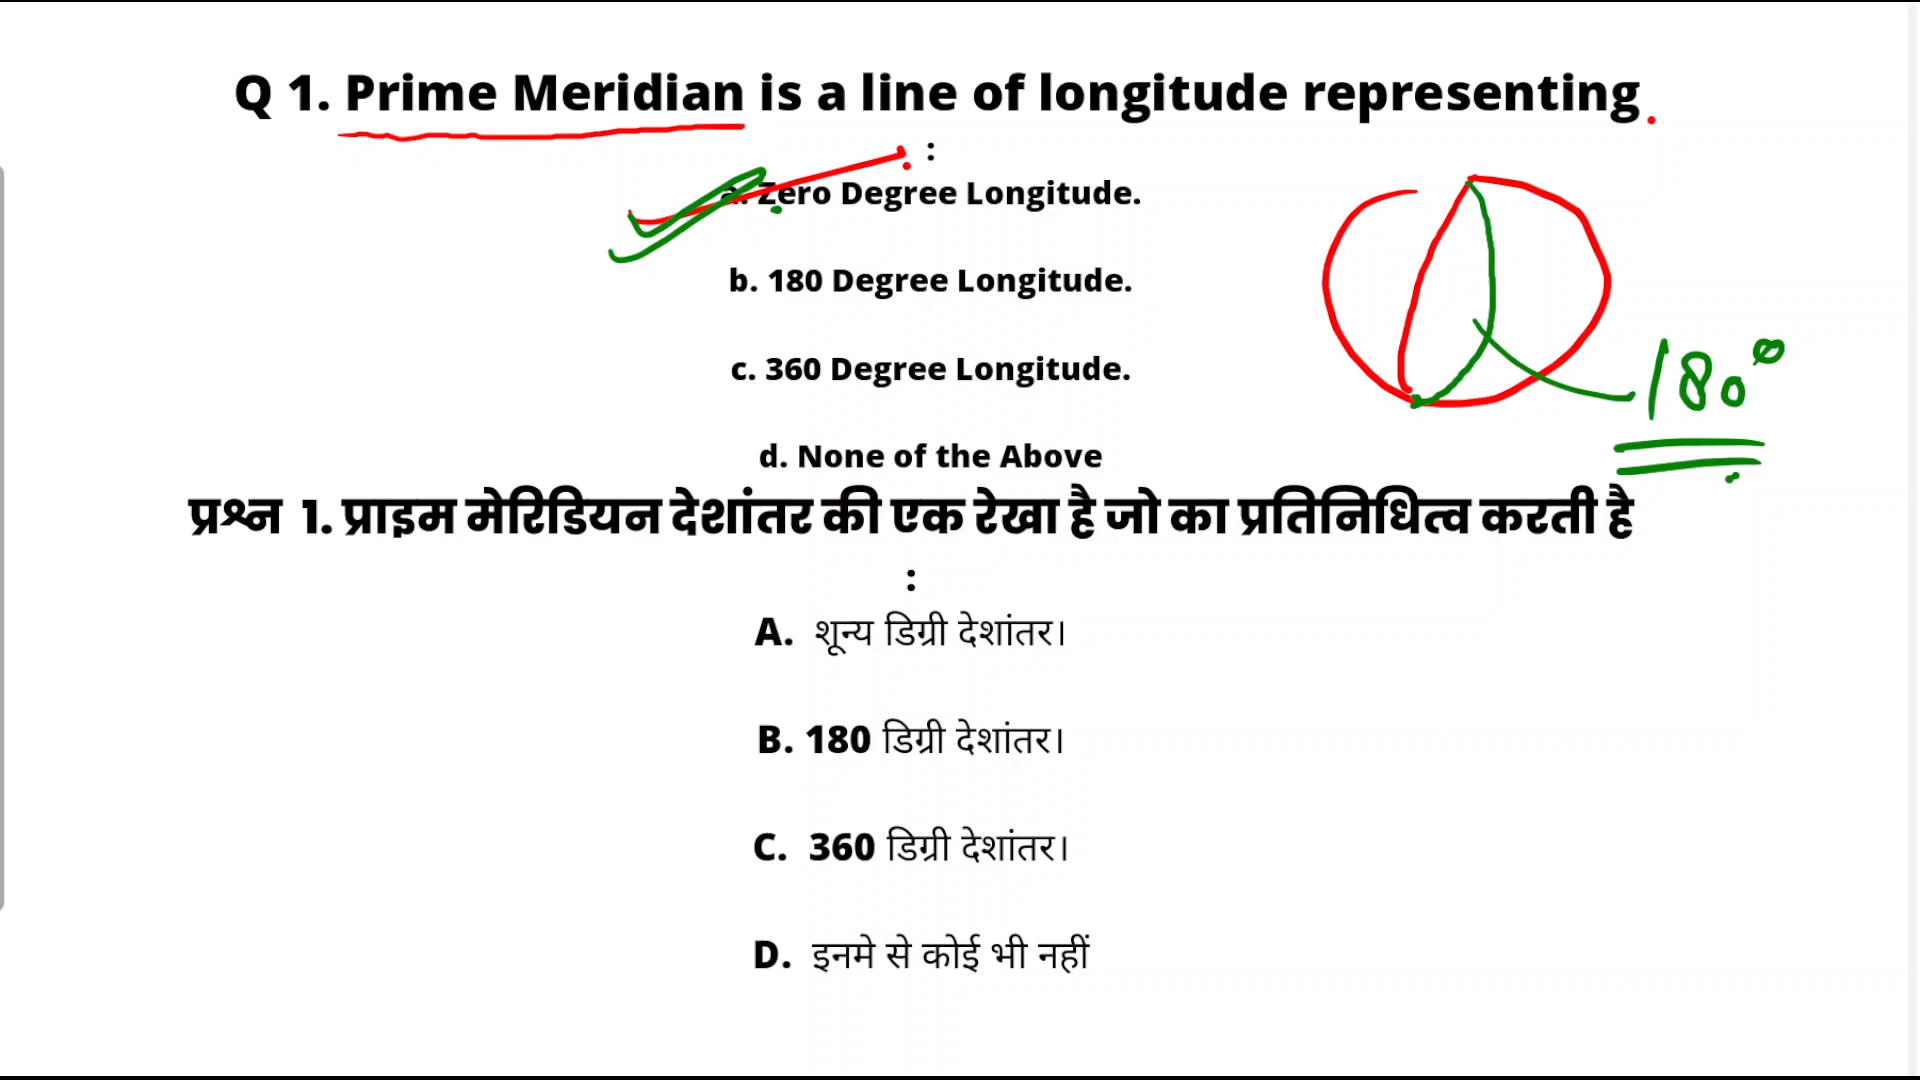 Q 1. Prime Meridian is a line of longitude representing
:
a. Zero Degree Longitude.
b. 180 Degree Longitude.
180°
c. 360 Degree Longitude.
d. None of the Above
प्रश्न 1. प्राइम मेरिडियन देशांतर की एक रेखा है जो का प्रतिनिधित्व करती है
:
A. शून्य डिग्री देशांतर।
B. 180 डिग्री देशांतर।
C. 360 डिग्री देशांतर।
D. इनमे से कोई भी नहीं